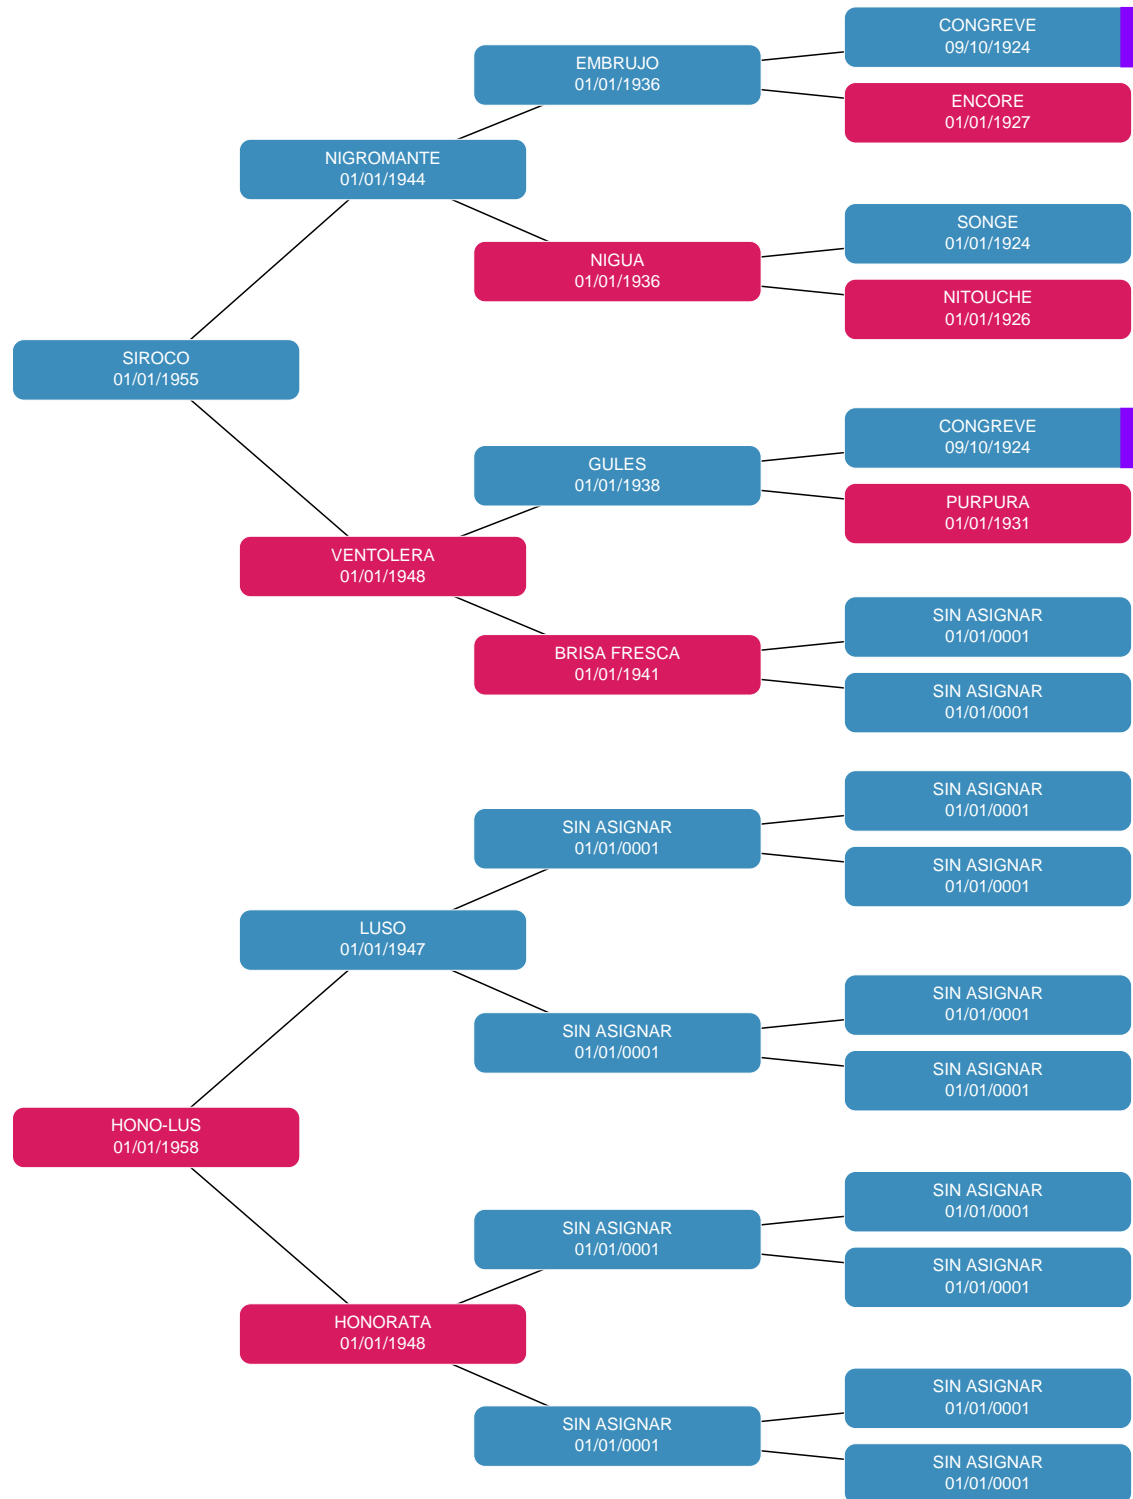 CONGREVE
09/10/1924
EMBRUJO
01/01/1936
ENCORE
01/01/1927
NIGROMANTE
01/01/1944
SONGE
01/01/1924
NIGUA
01/01/1936
NITOUCHE
01/01/1926
SIROCO
01/01/1955
CONGREVE
09/10/1924
GULES
01/01/1938
PURPURA
01/01/1931
VENTOLERA
01/01/1948
SIN ASIGNAR
01/01/0001
BRISA FRESCA
01/01/1941
SIN ASIGNAR
01/01/0001
SIN ASIGNAR
01/01/0001
SIN ASIGNAR
01/01/0001
SIN ASIGNAR
01/01/0001
LUSO
01/01/1947
SIN ASIGNAR
01/01/0001
SIN ASIGNAR
01/01/0001
SIN ASIGNAR
01/01/0001
HONO-LUS
01/01/1958
SIN ASIGNAR
01/01/0001
SIN ASIGNAR
01/01/0001
SIN ASIGNAR
01/01/0001
HONORATA
01/01/1948
SIN ASIGNAR
01/01/0001
SIN ASIGNAR
01/01/0001
SIN ASIGNAR
01/01/0001